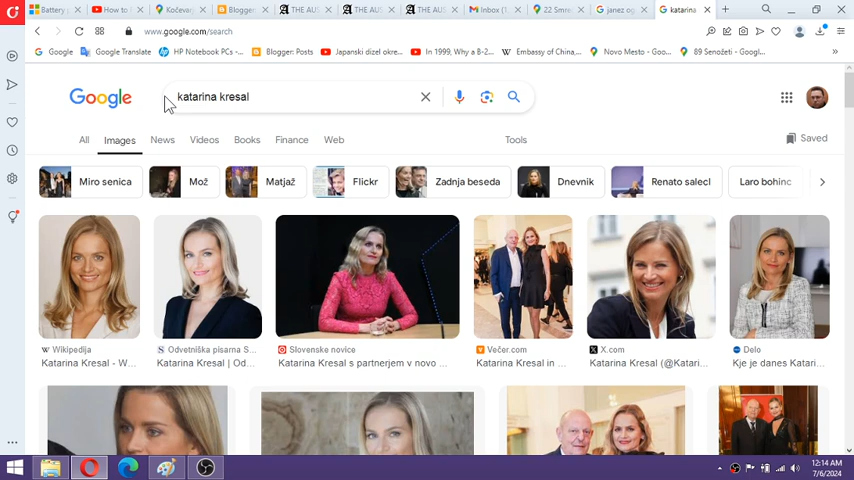 Battery
How to
Kočevan
Blogger:
THE AUS
THE AUS
THE AUS
Inbox (1
22 Smre
janez og
katarina
www.google.com/search
Google
Google Translate
HP Notebook PCs -...
Blogger: Posts
Japanski dizel okre...
In 1999, Why a B-2...
Embassy of China,...
Novo Mesto - Goo...
89 Senožeti - Googl...
Google
katarina kresal
All
Images
News
Videos
Books
Finance
Web
Tools
Saved
Miro senica
Mož
Matjaž
Flickr
Zadnja beseda
Dnevnik
Renato salecl
Laro bohinc
Wikipedija
Odvetniška pisarna S...
Slovenske novice
Večer.com
X.com
Delo
Katarina Kresal - W...
Katarina Kresal | Od...
Katarina Kresal s partnerjem v novo ...
Katarina Kresal in ...
Katarina Kresal (@Katari...
Kje je danes Katari...
12:14 AM
7/6/2024